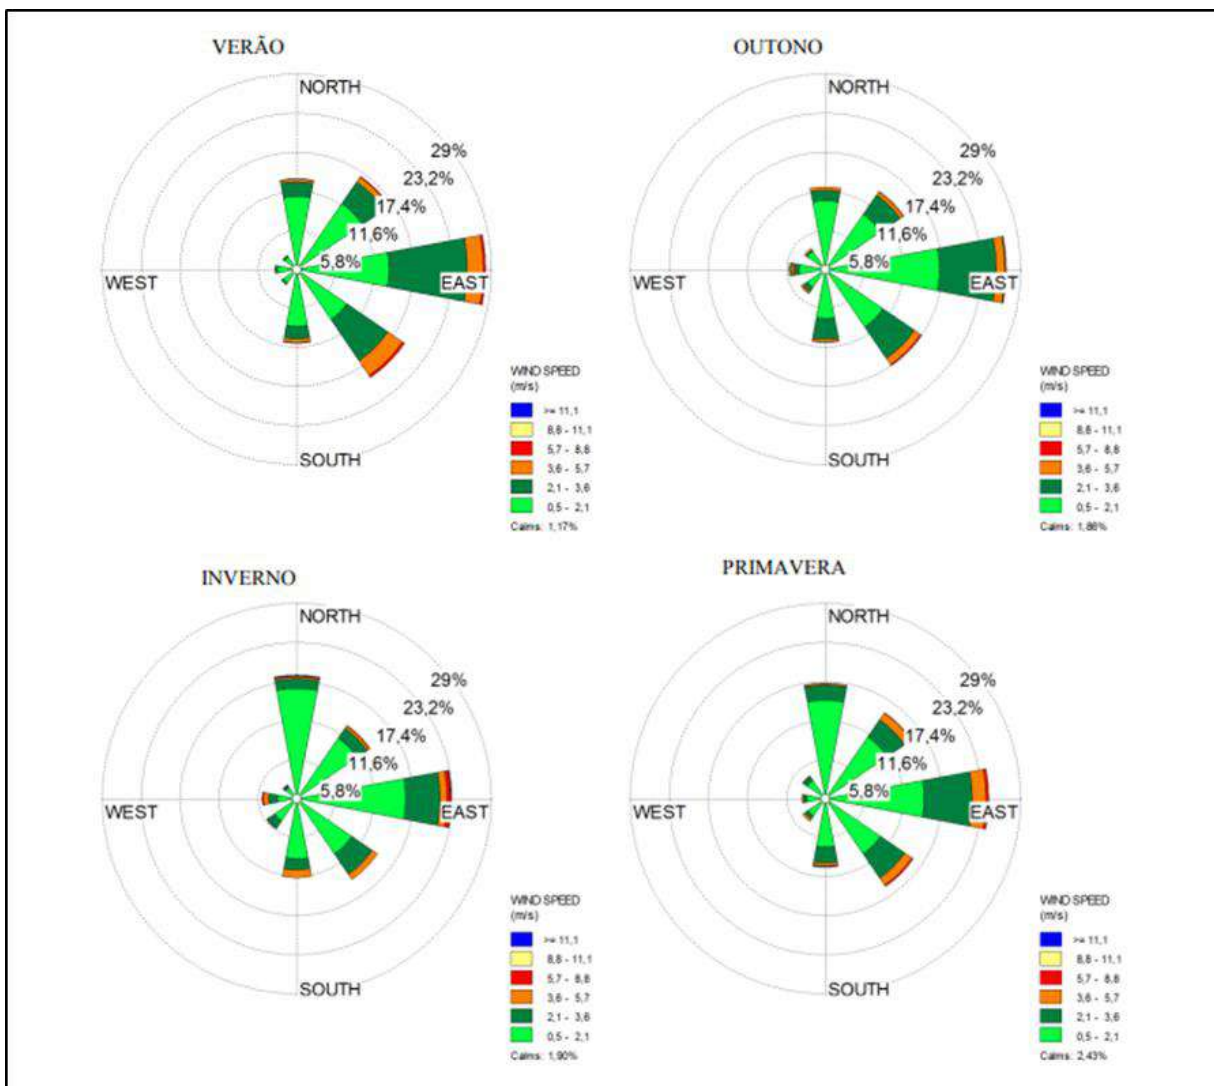 VERÃO
NORTH
29%
23,2%
17,4%
11,6%
5,8%
WEST
EAST
SOUTH
WIND SPEED
(m/s)
>= 11,1
8,8 - 11,1
5,7 - 8,8
3,6 - 5,7
2,1 - 3,6
0,5 - 2,1
Calms: 1,17%
OUTONO
NORTH
29%
23,2%
17,4%
11,6%
5,8%
WEST
EAST
SOUTH
WIND SPEED
(m/s)
>= 11,1
8,8 - 11,1
5,7 - 8,8
3,6 - 5,7
2,1 - 3,6
0,5 - 2,1
Calms: 1,86%
INVERNO
NORTH
29%
23,2%
17,4%
11,6%
5,8%
WEST
EAST
SOUTH
WIND SPEED
(m/s)
>= 11,1
8,8 - 11,1
5,7 - 8,8
3,6 - 5,7
2,1 - 3,6
0,5 - 2,1
Calms: 1,90%
PRIMAVERA
NORTH
29%
23,2%
17,4%
11,6%
5,8%
WEST
EAST
SOUTH
WIND SPEED
(m/s)
>= 11,1
8,8 - 11,1
5,7 - 8,8
3,6 - 5,7
2,1 - 3,6
0,5 - 2,1
Calms: 2,43%